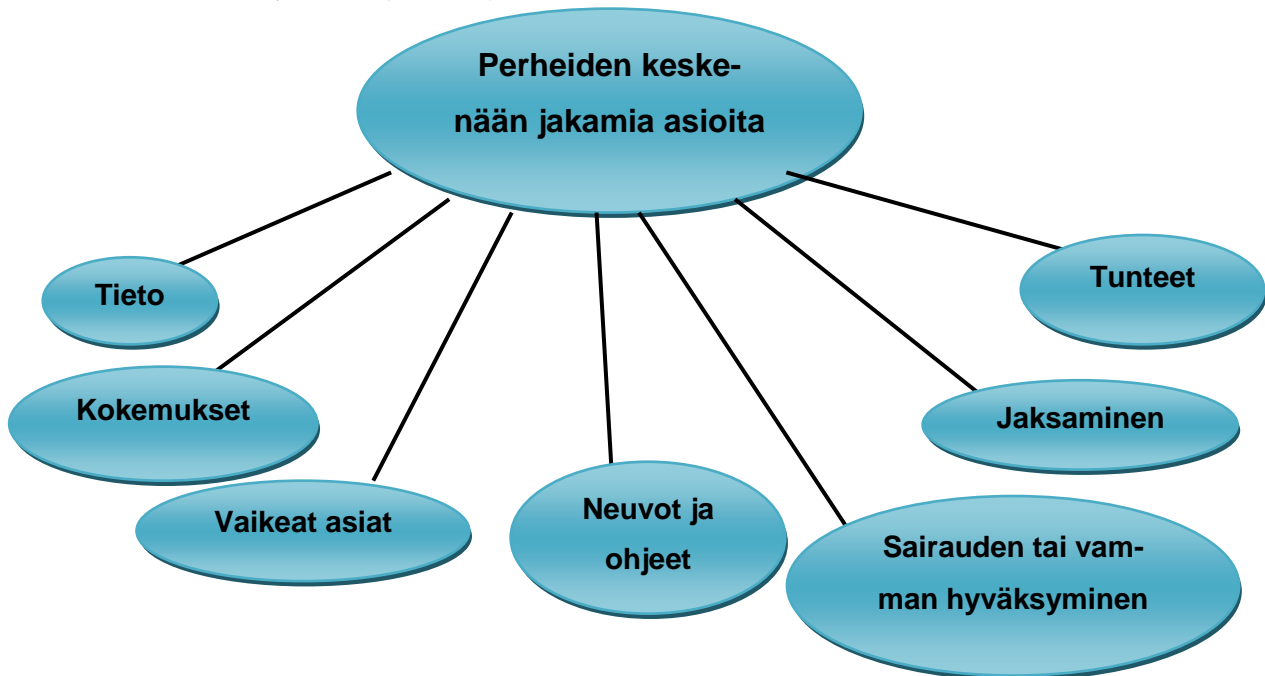 Perheiden keske-
nään jakamia asioita
Tieto
Tunteet
Kokemukset
Jaksaminen
Vaikeat asiat
Neuvot ja
ohjeet
Sairauden tai vam-
man hyväksyminen